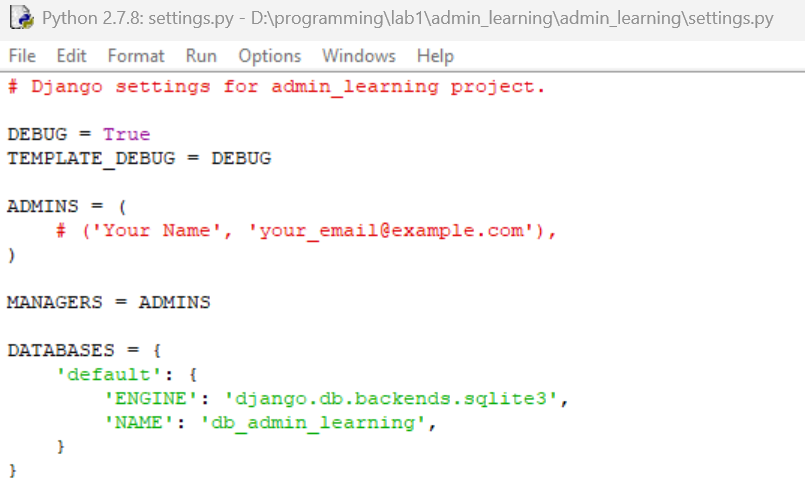 Python 2.7.8: settings.py - D:\programming\lab1\admin_learning\admin_learning\settings.py
File Edit Format Run Options Windows Help
# Django settings for admin_learning project.
DEBUG = True
TEMPLATE_DEBUG = DEBUG
ADMINS = (
    # ('Your Name', 'your_email@example.com'),
)
MANAGERS = ADMINS
DATABASES = {
    'default': {
        'ENGINE': 'django.db.backends.sqlite3',
        'NAME': 'db_admin_learning',
    }
}